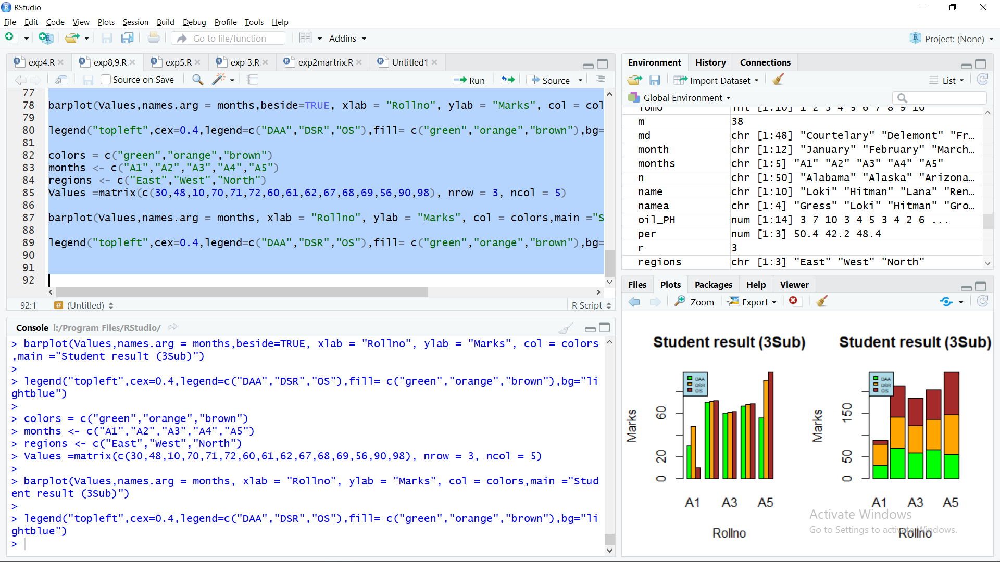 RStudio
File Edit Code View Plots Session Build Debug Profile Tools Help
Go to file/function Addins Project: (None)
exp4.R exp8,9.R exp5.R exp 3.R exp2martrix.R Untitled1
Source on Save Run Source
77
78 barplot(Values,names.arg = months,beside=TRUE, xlab = "Rollno", ylab = "Marks", col = col
79
80 legend("topleft",cex=0.4,legend=c("DAA","DSR","OS"),fill= c("green","orange","brown"),bg=
81
82 colors = c("green","orange","brown")
83 months <- c("A1","A2","A3","A4","A5")
84 regions <- c("East","West","North")
85 Values =matrix(c(30,48,10,70,71,72,60,61,62,67,68,69,56,90,98), nrow = 3, ncol = 5)
86
87 barplot(Values,names.arg = months, xlab = "Rollno", ylab = "Marks", col = colors,main ="S
88
89 legend("topleft",cex=0.4,legend=c("DAA","DSR","OS"),fill= c("green","orange","brown"),bg=
90
91
92
92:1 # (Untitled) R Script
Console I:/Program Files/RStudio/
> barplot(Values,names.arg = months,beside=TRUE, xlab = "Rollno", ylab = "Marks", col = colors
,main ="Student result (3Sub)")
>
> legend("topleft",cex=0.4,legend=c("DAA","DSR","OS"),fill= c("green","orange","brown"),bg="li
ghtblue")
>
> colors = c("green","orange","brown")
> months <- c("A1","A2","A3","A4","A5")
> regions <- c("East","West","North")
> Values =matrix(c(30,48,10,70,71,72,60,61,62,67,68,69,56,90,98), nrow = 3, ncol = 5)
>
> barplot(Values,names.arg = months, xlab = "Rollno", ylab = "Marks", col = colors,main ="Stud
ent result (3Sub)")
>
> legend("topleft",cex=0.4,legend=c("DAA","DSR","OS"),fill= c("green","orange","brown"),bg="li
ghtblue")
>
Environment History Connections
Import Dataset List
Global Environment
int [1:10] 1 2 3 4 5 6 7 8 9 10
m 38
md chr [1:48] "Courtelary" "Delemont" "Fr...
month chr [1:12] "January" "February" "March...
months chr [1:5] "A1" "A2" "A3" "A4" "A5"
n chr [1:50] "Alabama" "Alaska" "Arizona...
name chr [1:10] "Loki" "Hitman" "Lana" "Ren...
namea chr [1:4] "Gress" "Loki" "Hitman" "Gro...
oil_PH num [1:14] 3 7 10 3 4 5 3 4 2 6 ...
per num [1:3] 50.4 42.2 48.4
r 3
regions chr [1:3] "East" "West" "North"
Files Plots Packages Help Viewer
Zoom Export
Student result (3Sub)
DAA
DSR
OS
Marks
60
20
0
A1 A3 A5
Rollno
Student result (3Sub)
DAA
DSR
OS
Marks
150
50
0
A1 A3 A5
Rollno
Activate Windows
Go to Settings to activate Windows.